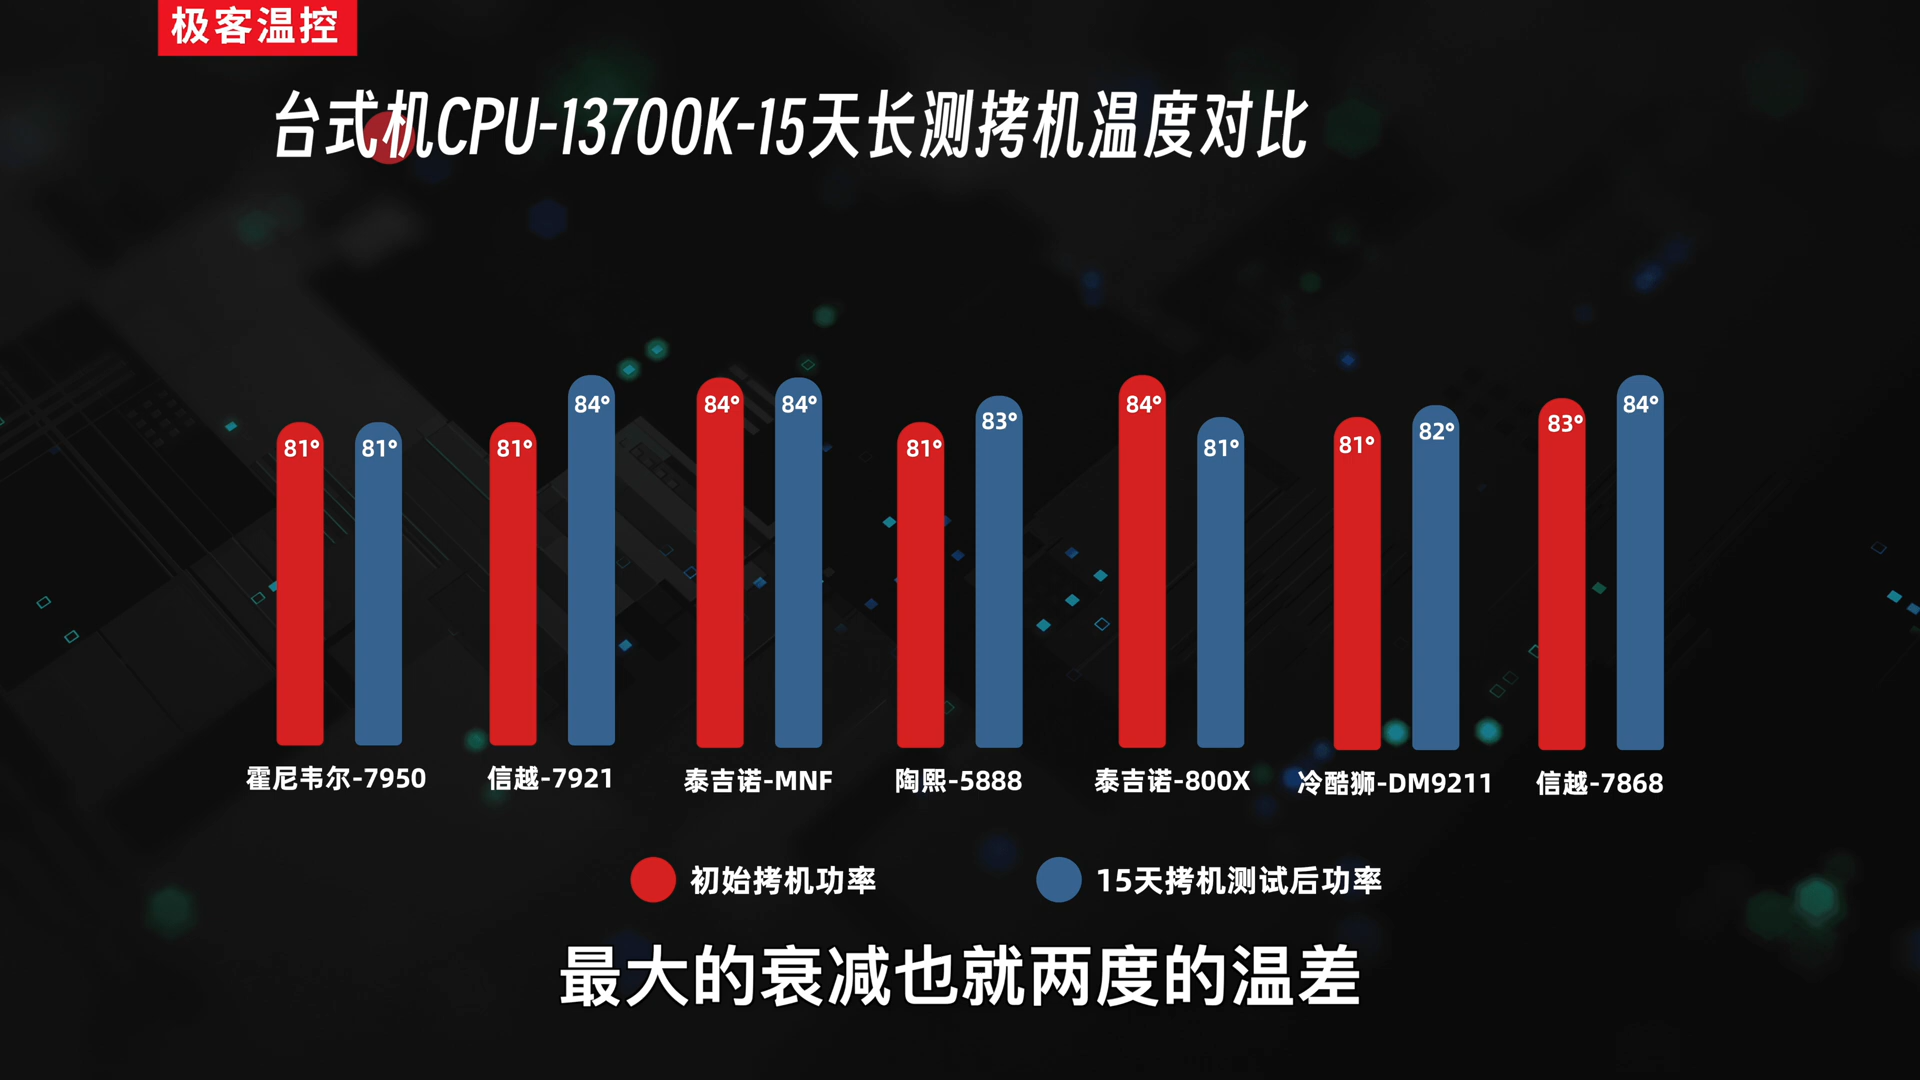 极客温控
台式机CPU-13700K-15天长测拷机温度对比
81° 81° 81° 84° 84° 84° 81° 83° 84° 81° 81° 82° 83° 84°
霍尼韦尔-7950 信越-7921 泰吉诺-MNF 陶熙-5888 泰吉诺-800X 冷酷狮-DM9211 信越-7868
初始拷机功率 15天拷机测试后功率
最大的衰减也就两度的温差